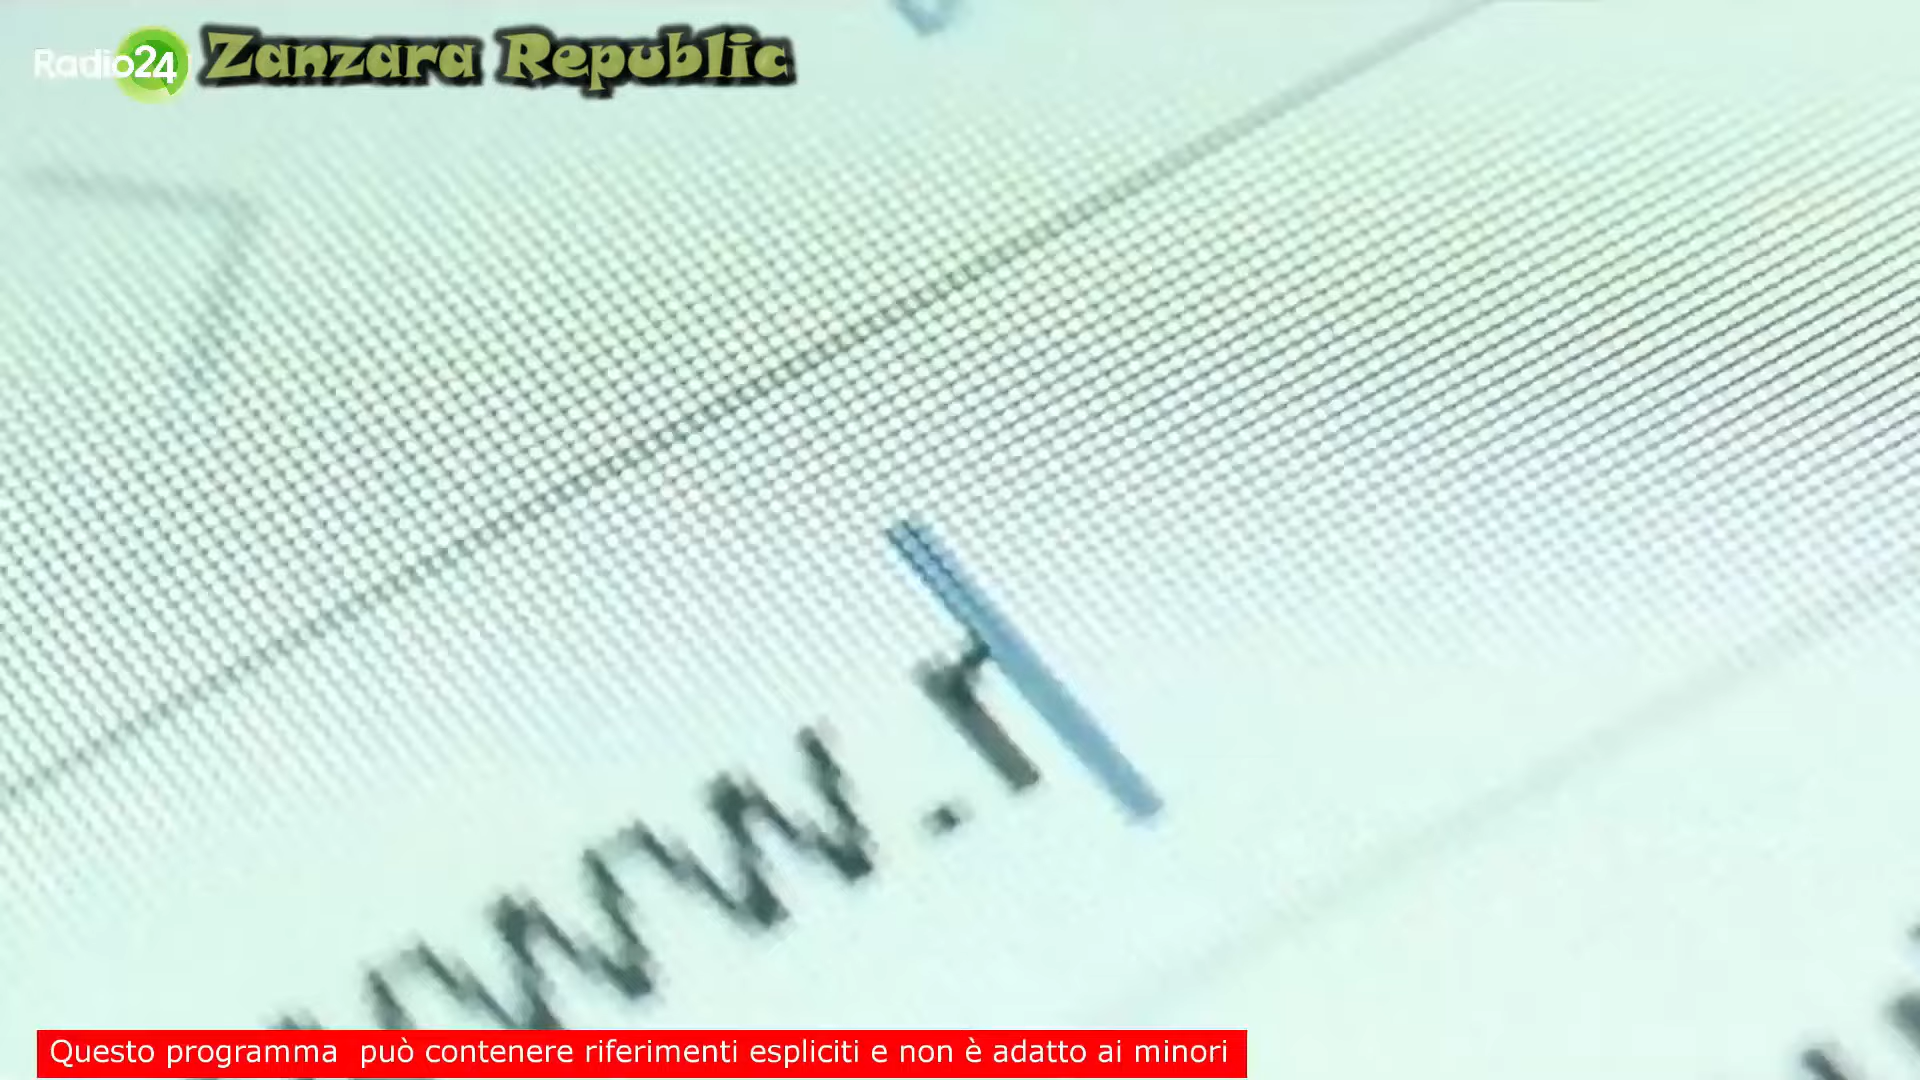 Radio24 Zanzara Republic
www.r
Questo programma può contenere riferimenti espliciti e non è adatto ai minori